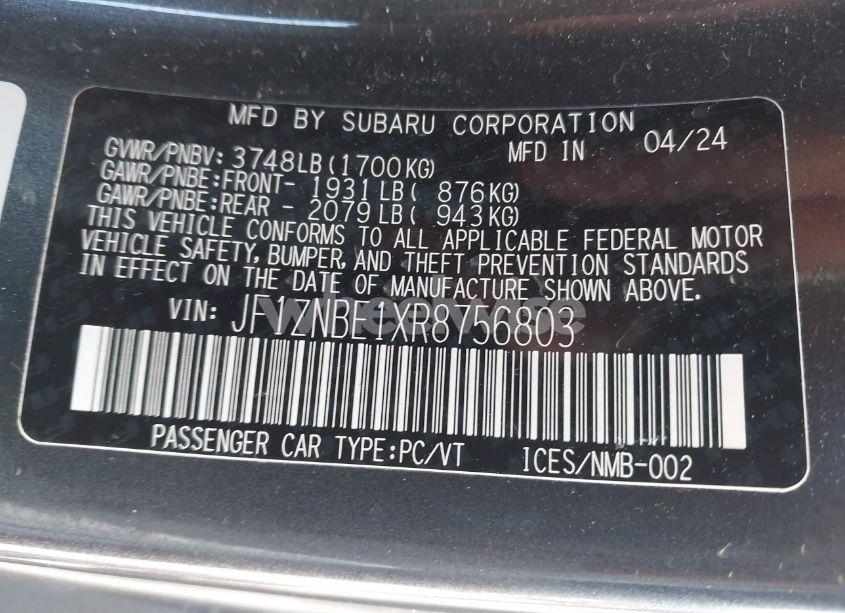 MFD BY SUBARU CORPORATION
GVWR/PNBV: 3748LB(1700KG) MFD IN 04/24
GAWR/PNBE:FRONT- 1931LB( 876KG)
GAWR/PNBE:REAR - 2079LB( 943KG)
THIS VEHICLE CONFORMS TO ALL APPLICABLE FEDERAL MOTOR
VEHICLE SAFETY, BUMPER, AND THEFT PREVENTION STANDARDS
IN EFFECT ON THE DATE OF MANUFACTURE SHOWN ABOVE.
VIN: JF1ZNBE1XR8756803
PASSENGER CAR TYPE:PC/VT ICES/NMB-002